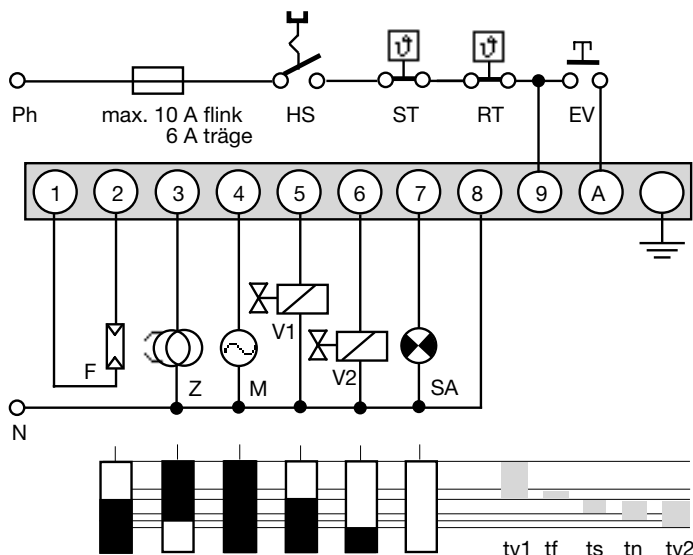 ϑ ϑ
Ph max. 10 A flink HS ST RT EV
6 A träge
1 2 3 4 5 6 7 8 9 A
V1
F Z M V2 SA
N
tv1 tf ts tn tv2